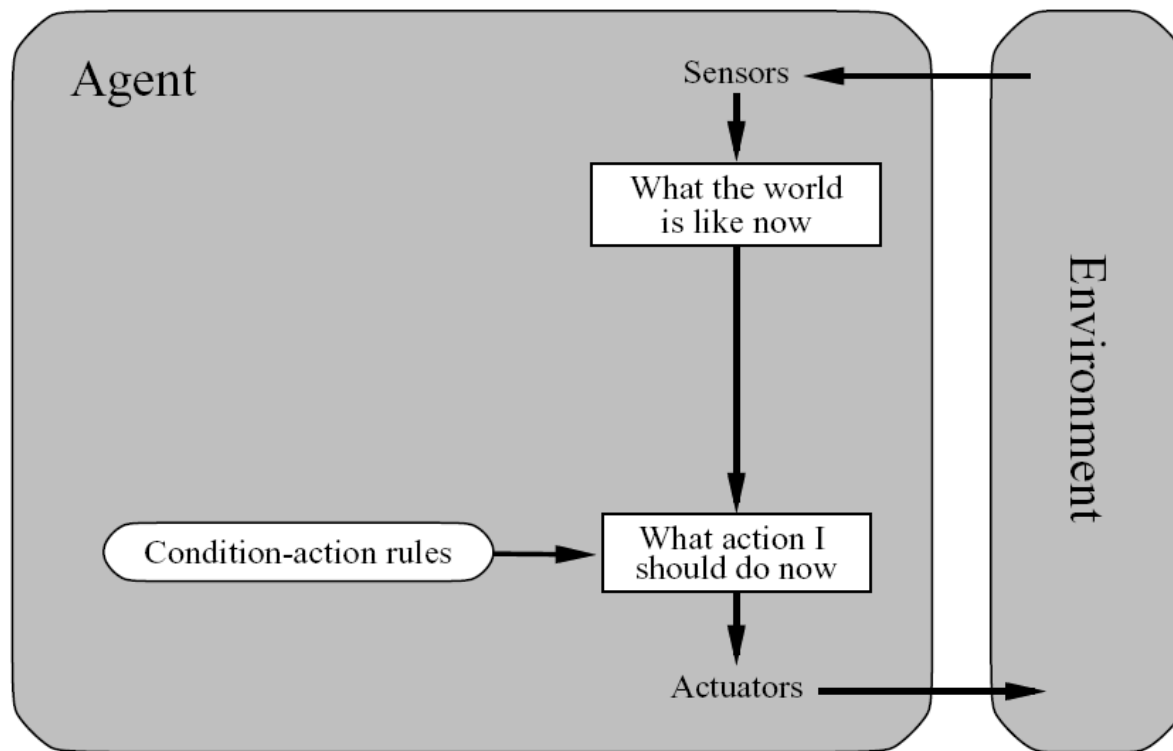 Agent
Sensors
What the world
is like now
Environment
Condition-action rules
What action I
should do now
Actuators